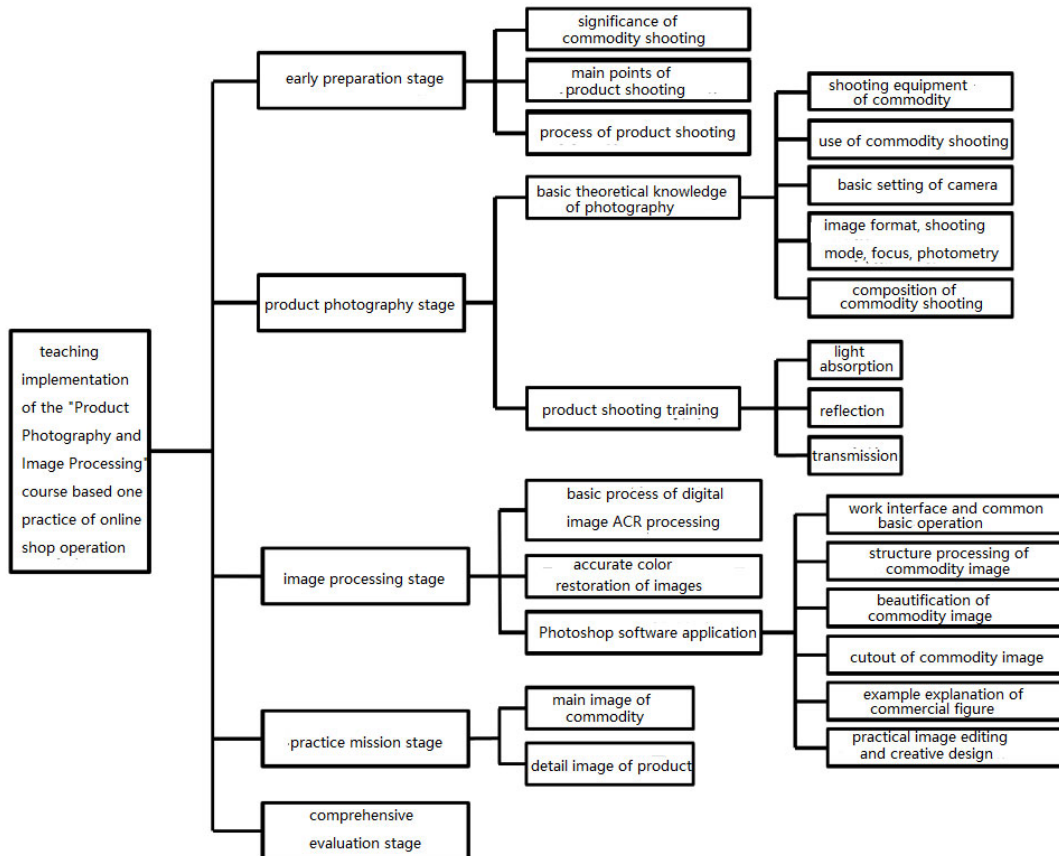 teaching
implementation
of the "Product
Photography and
Image Processing"
course based one
practice of online
shop operation
early preparation stage
significance of
commodity shooting
main points of
product shooting
process of product shooting
product photography stage
basic theoretical knowledge
of photography
shooting equipment
of commodity
use of commodity shooting
basic setting of camera
image format, shooting
mode, focus, photometry
composition of
commodity shooting
product shooting training
light
absorption
reflection
transmission
image processing stage
basic process of digital
image ACR processing
accurate color
restoration of images
Photoshop software application
work interface and common
basic operation
structure processing of
commodity image
beautification of
commodity image
cutout of commodity image
example explanation of
commercial figure
practical image editing
and creative design
practice mission stage
main image of
commodity
detail image of product
comprehensive
evaluation stage